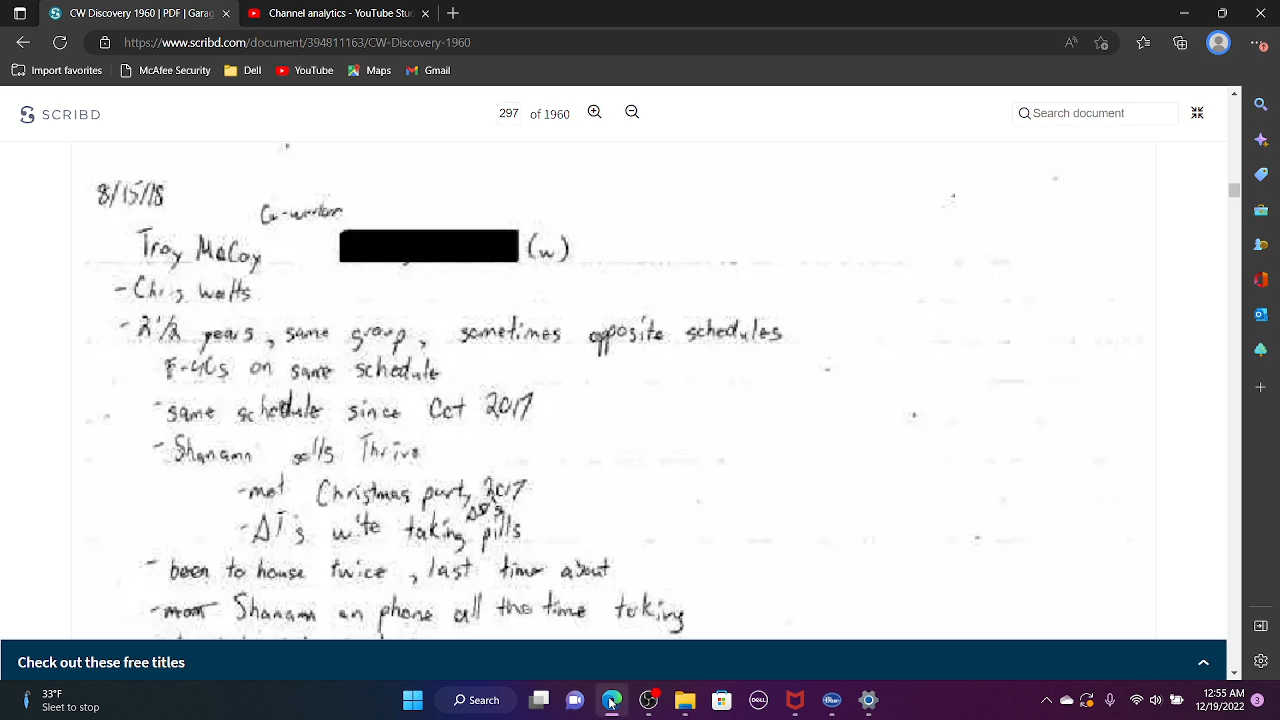 CW Discovery 1960 | PDF | Garag
Channel analytics - YouTube Stu
https://www.scribd.com/document/394811163/CW-Discovery-1960
Import favorites
McAfee Security
Dell
YouTube
Maps
Gmail
SCRIBD
297 of 1960
Search document
8/15/18
Co-worker
Troy McCoy (w)
- Chris Watts
- 2 1/2 years, same group, sometimes opposite schedules
on same schedule
- same schedule since Oct 2017
- Shanann sells Thrive
- met Christmas party 2017
- wife taking pills
- been to house twice, last time about
- Shanann on phone all the time talking
Check out these free titles
33°F
Sleet to stop
Search
DELL
Blue
12:55 AM
12/19/2022
3